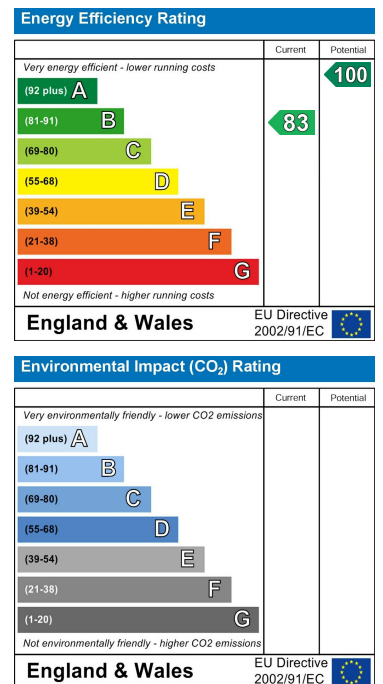 Energy Efficiency Rating
Current Potential
Very energy efficient - lower running costs
(92 plus) A
(81-91) B
(69-80) C
(55-68) D
(39-54) E
(21-38) F
(1-20) G
83
100
Not energy efficient - higher running costs
England & Wales
EU Directive
2002/91/EC
Environmental Impact (CO₂) Rating
Current Potential
Very environmentally friendly - lower CO2 emissions
(92 plus) A
(81-91) B
(69-80) C
(55-68) D
(39-54) E
(21-38) F
(1-20) G
Not environmentally friendly - higher CO2 emissions
England & Wales
EU Directive
2002/91/EC